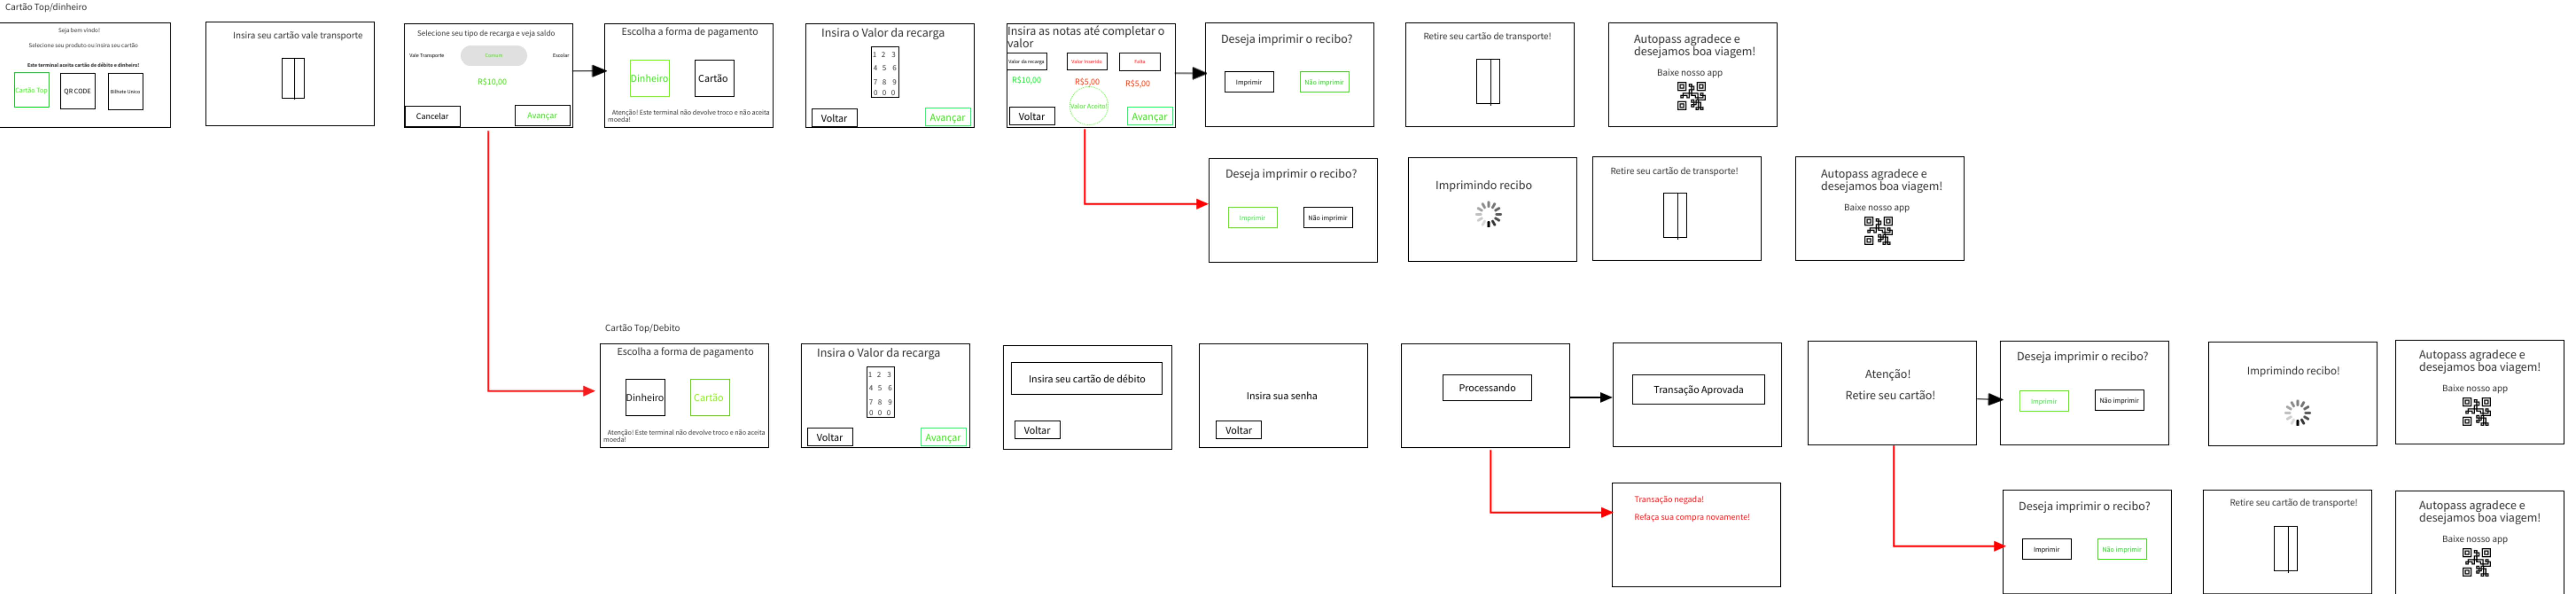 Cartão Top/dinheiro
Seja bem vindo!
Selecione seu produto ou insira seu cartão
Este terminal aceita cartão de débito e dinheiro!
Cartão Top
QR CODE
Bilhete Unico
Insira seu cartão vale transporte
Selecione seu tipo de recarga e veja saldo
Vale Transporte
Comum
Escolar
R$10,00
Cancelar
Avançar
Escolha a forma de pagamento
Dinheiro
Cartão
Atenção! Este terminal não devolve troco e não aceita
moeda!
Insira o Valor da recarga
1 2 3
4 5 6
7 8 9
0 0 0
Voltar
Avançar
Insira as notas até completar o
valor
Valor da recarga
Valor inserido
Falta
R$10,00
R$5,00
R$5,00
Valor Aceito!
Voltar
Avançar
Deseja imprimir o recibo?
Imprimir
Não imprimir
Retire seu cartão de transporte!
Autopass agradece e
desejamos boa viagem!
Baixe nosso app
Deseja imprimir o recibo?
Imprimir
Não imprimir
Imprimindo recibo
Retire seu cartão de transporte!
Autopass agradece e
desejamos boa viagem!
Baixe nosso app
Cartão Top/Debito
Escolha a forma de pagamento
Dinheiro
Cartão
Atenção! Este terminal não devolve troco e não aceita
moeda!
Insira o Valor da recarga
1 2 3
4 5 6
7 8 9
0 0 0
Voltar
Avançar
Insira seu cartão de débito
Voltar
Insira sua senha
Voltar
Processando
Transação Aprovada
Transação negada!
Refaça sua compra novamente!
Atenção!
Retire seu cartão!
Deseja imprimir o recibo?
Imprimir
Não imprimir
Imprimindo recibo!
Autopass agradece e
desejamos boa viagem!
Baixe nosso app
Deseja imprimir o recibo?
Imprimir
Não imprimir
Retire seu cartão de transporte!
Autopass agradece e
desejamos boa viagem!
Baixe nosso app